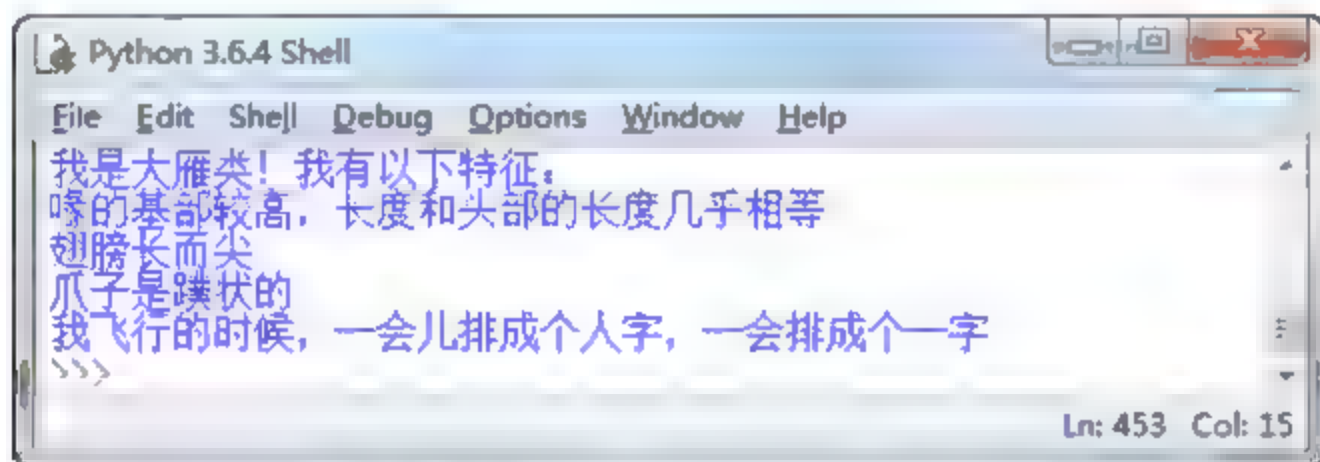 Python 3.6.4 Shell
File Edit Shell Debug Options Window Help
我是大雁类！我有以下特征：
喙的基部较高，长度和头部的长度几乎相等
翅膀长而尖
爪子是蹼状的
我飞行的时候，一会儿排成个人字，一会排成个一字
>>>
Ln: 453 Col: 15